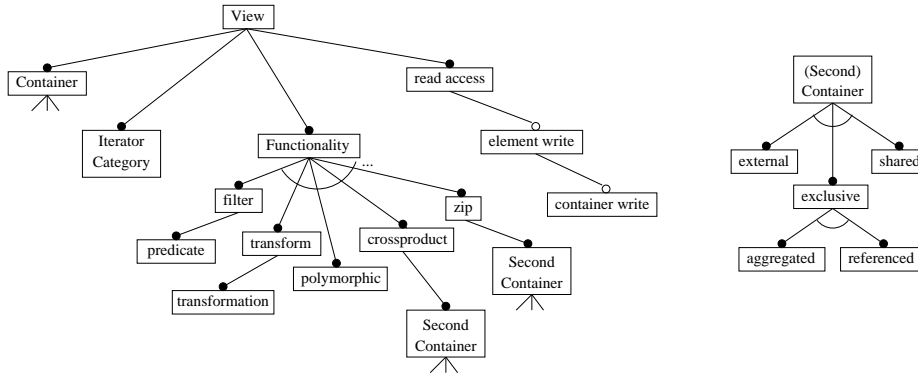 View
Container
read access
(Second)
Container
Iterator
Category
Functionality
element write
external
shared
...
filter
zip
container write
exclusive
predicate
transform
crossproduct
Second
Container
aggregated
referenced
transformation
polymorphic
Second
Container